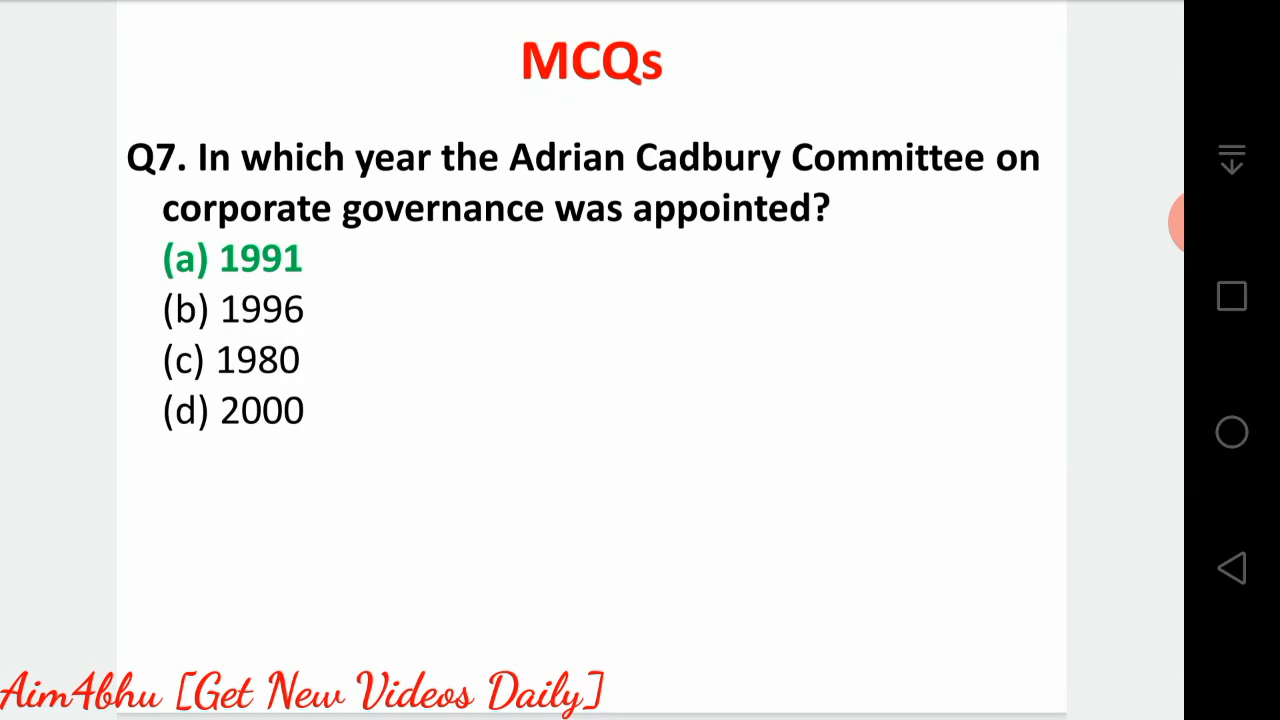 MCQs
Q7. In which year the Adrian Cadbury Committee on
corporate governance was appointed?
(a) 1991
(b) 1996
(c) 1980
(d) 2000
Aim4bhu [Get New Videos Daily]